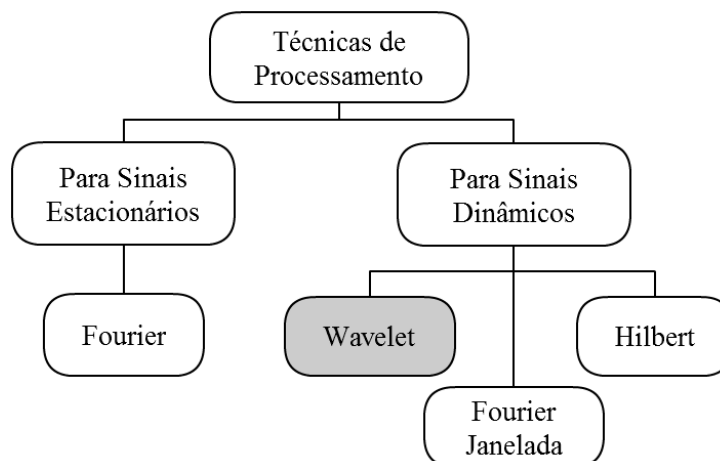 Técnicas de
Processamento
Para Sinais
Estacionários
Para Sinais
Dinâmicos
Fourier
Wavelet
Hilbert
Fourier
Janelada